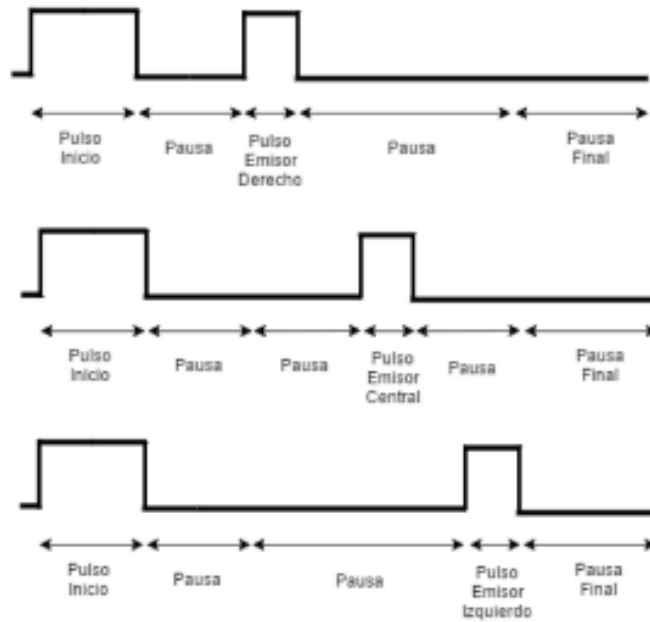 Pulso
Inicio
Pausa
Pulso
Emisor
Derecho
Pausa
Pausa
Final
Pulso
Inicio
Pausa
Pausa
Pulso
Emisor
Central
Pausa
Pausa
Final
Pulso
Inicio
Pausa
Pausa
Pulso
Emisor
Izquierdo
Pausa
Final